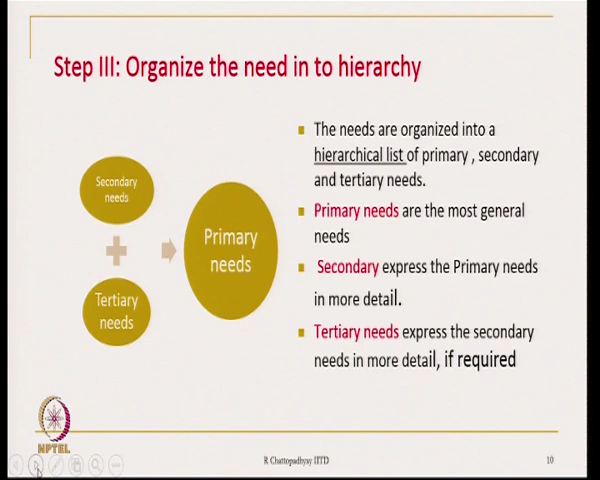 Step III: Organize the need in to hierarchy
Secondary
needs
Tertiary
needs
Primary
needs
The needs are organized into a
hierarchical list of primary , secondary
and tertiary needs.
Primary needs are the most general
needs
Secondary express the Primary needs
in more detail.
Tertiary needs express the secondary
needs in more detail, if required
NPTEL
R Chattopadhyay IITD
10